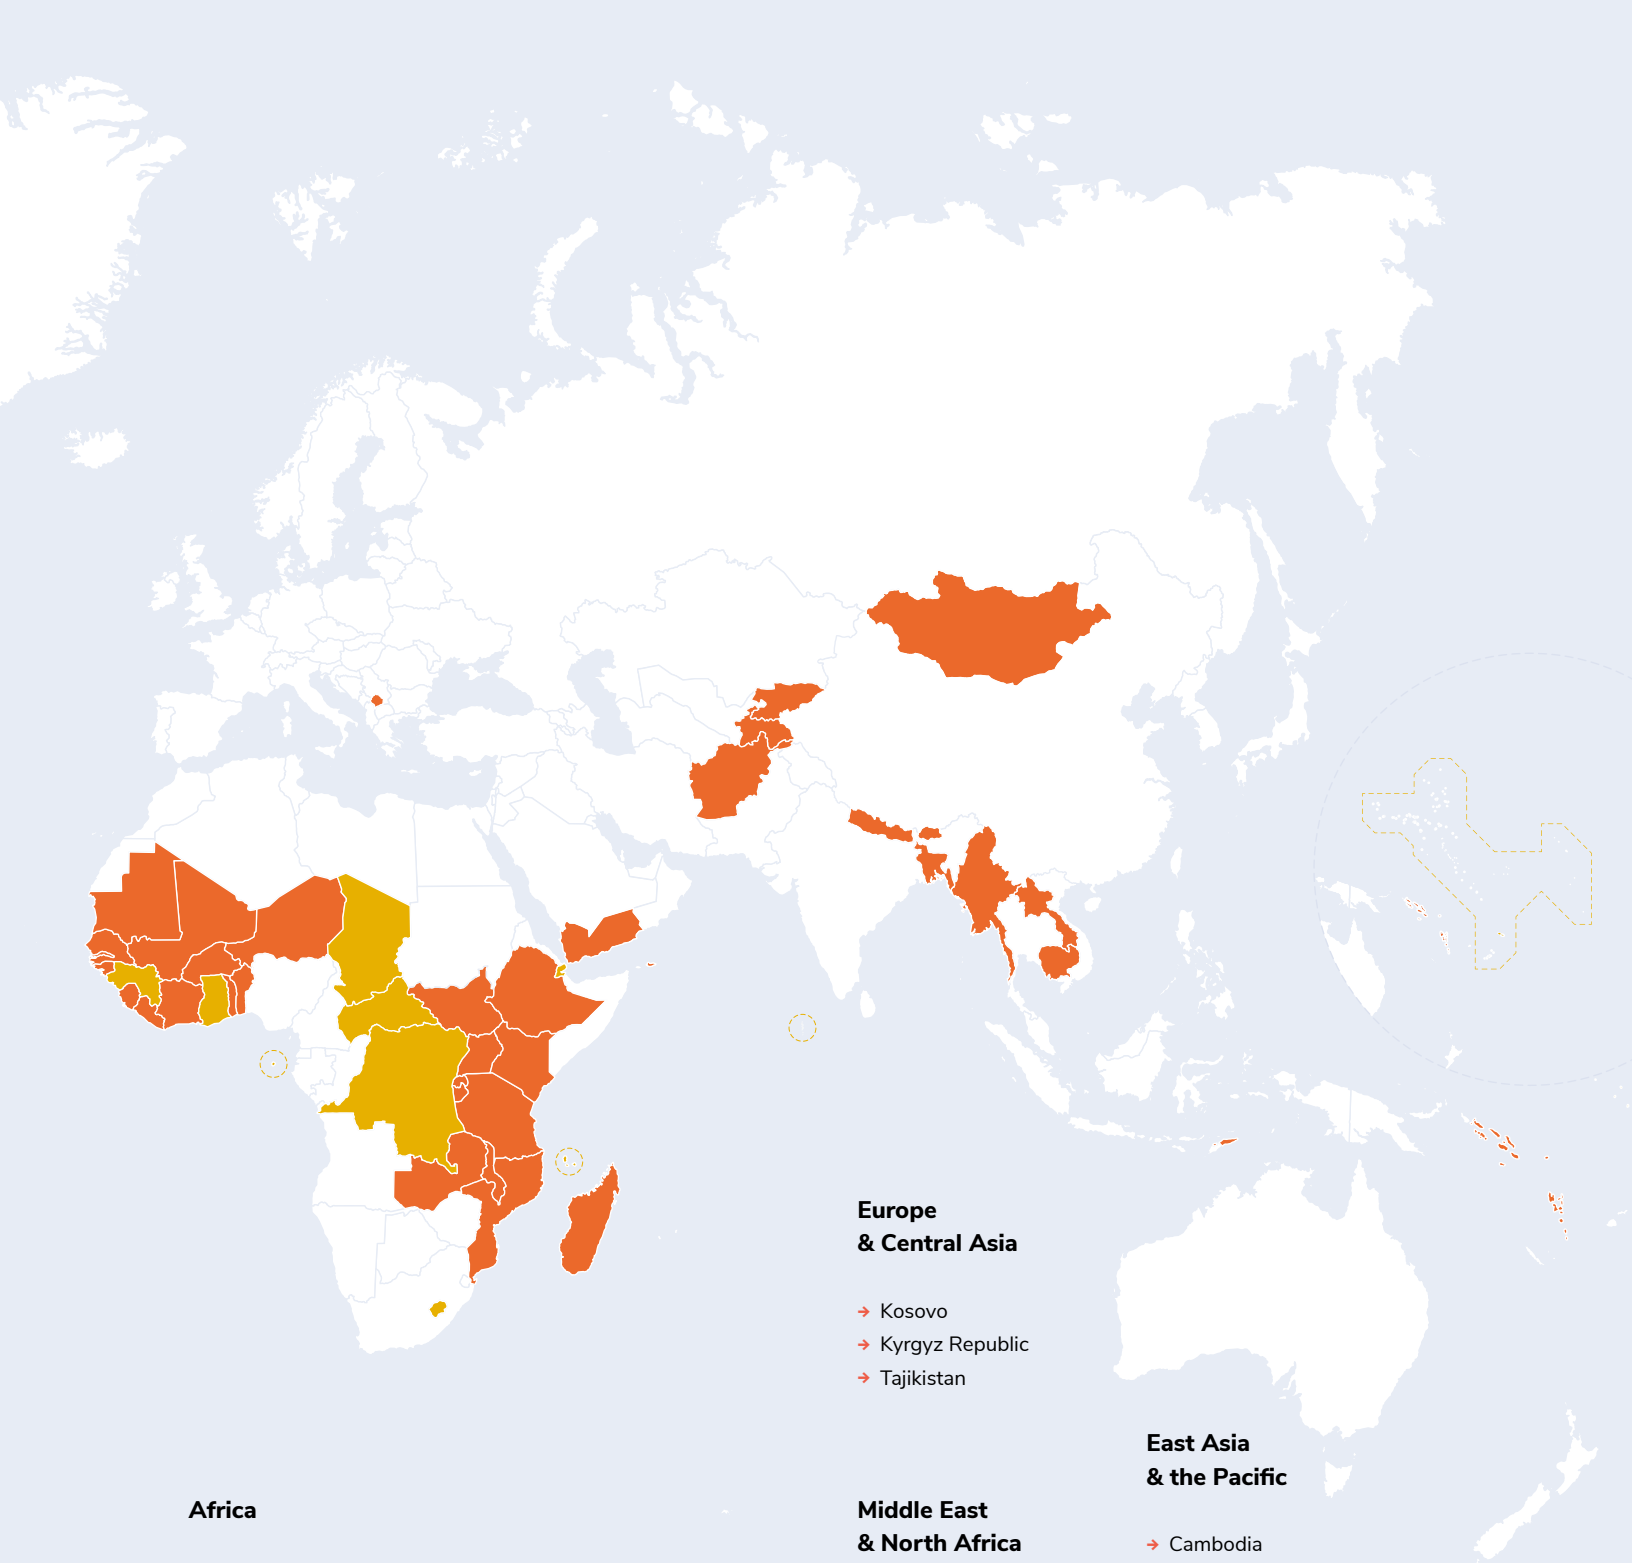 Europe
& Central Asia
→ Kosovo
→ Kyrgyz Republic
→ Tajikistan
East Asia
& the Pacific
→ Cambodia
Africa
Middle East
& North Africa